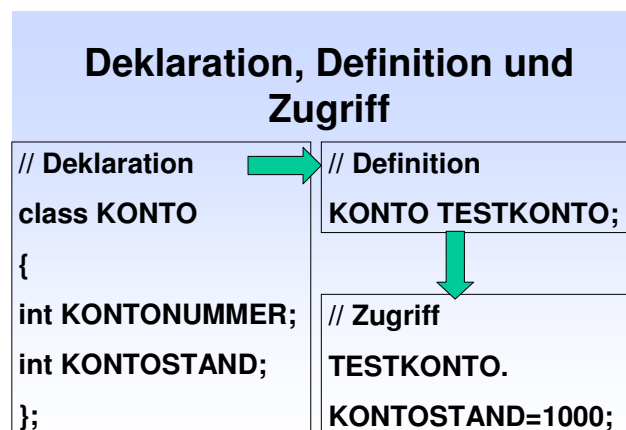 Deklaration, Definition und
Zugriff
// Deklaration
class KONTO
{
int KONTONUMMER;
int KONTOSTAND;
};
// Definition
KONTO TESTKONTO;
// Zugriff
TESTKONTO.
KONTOSTAND=1000;